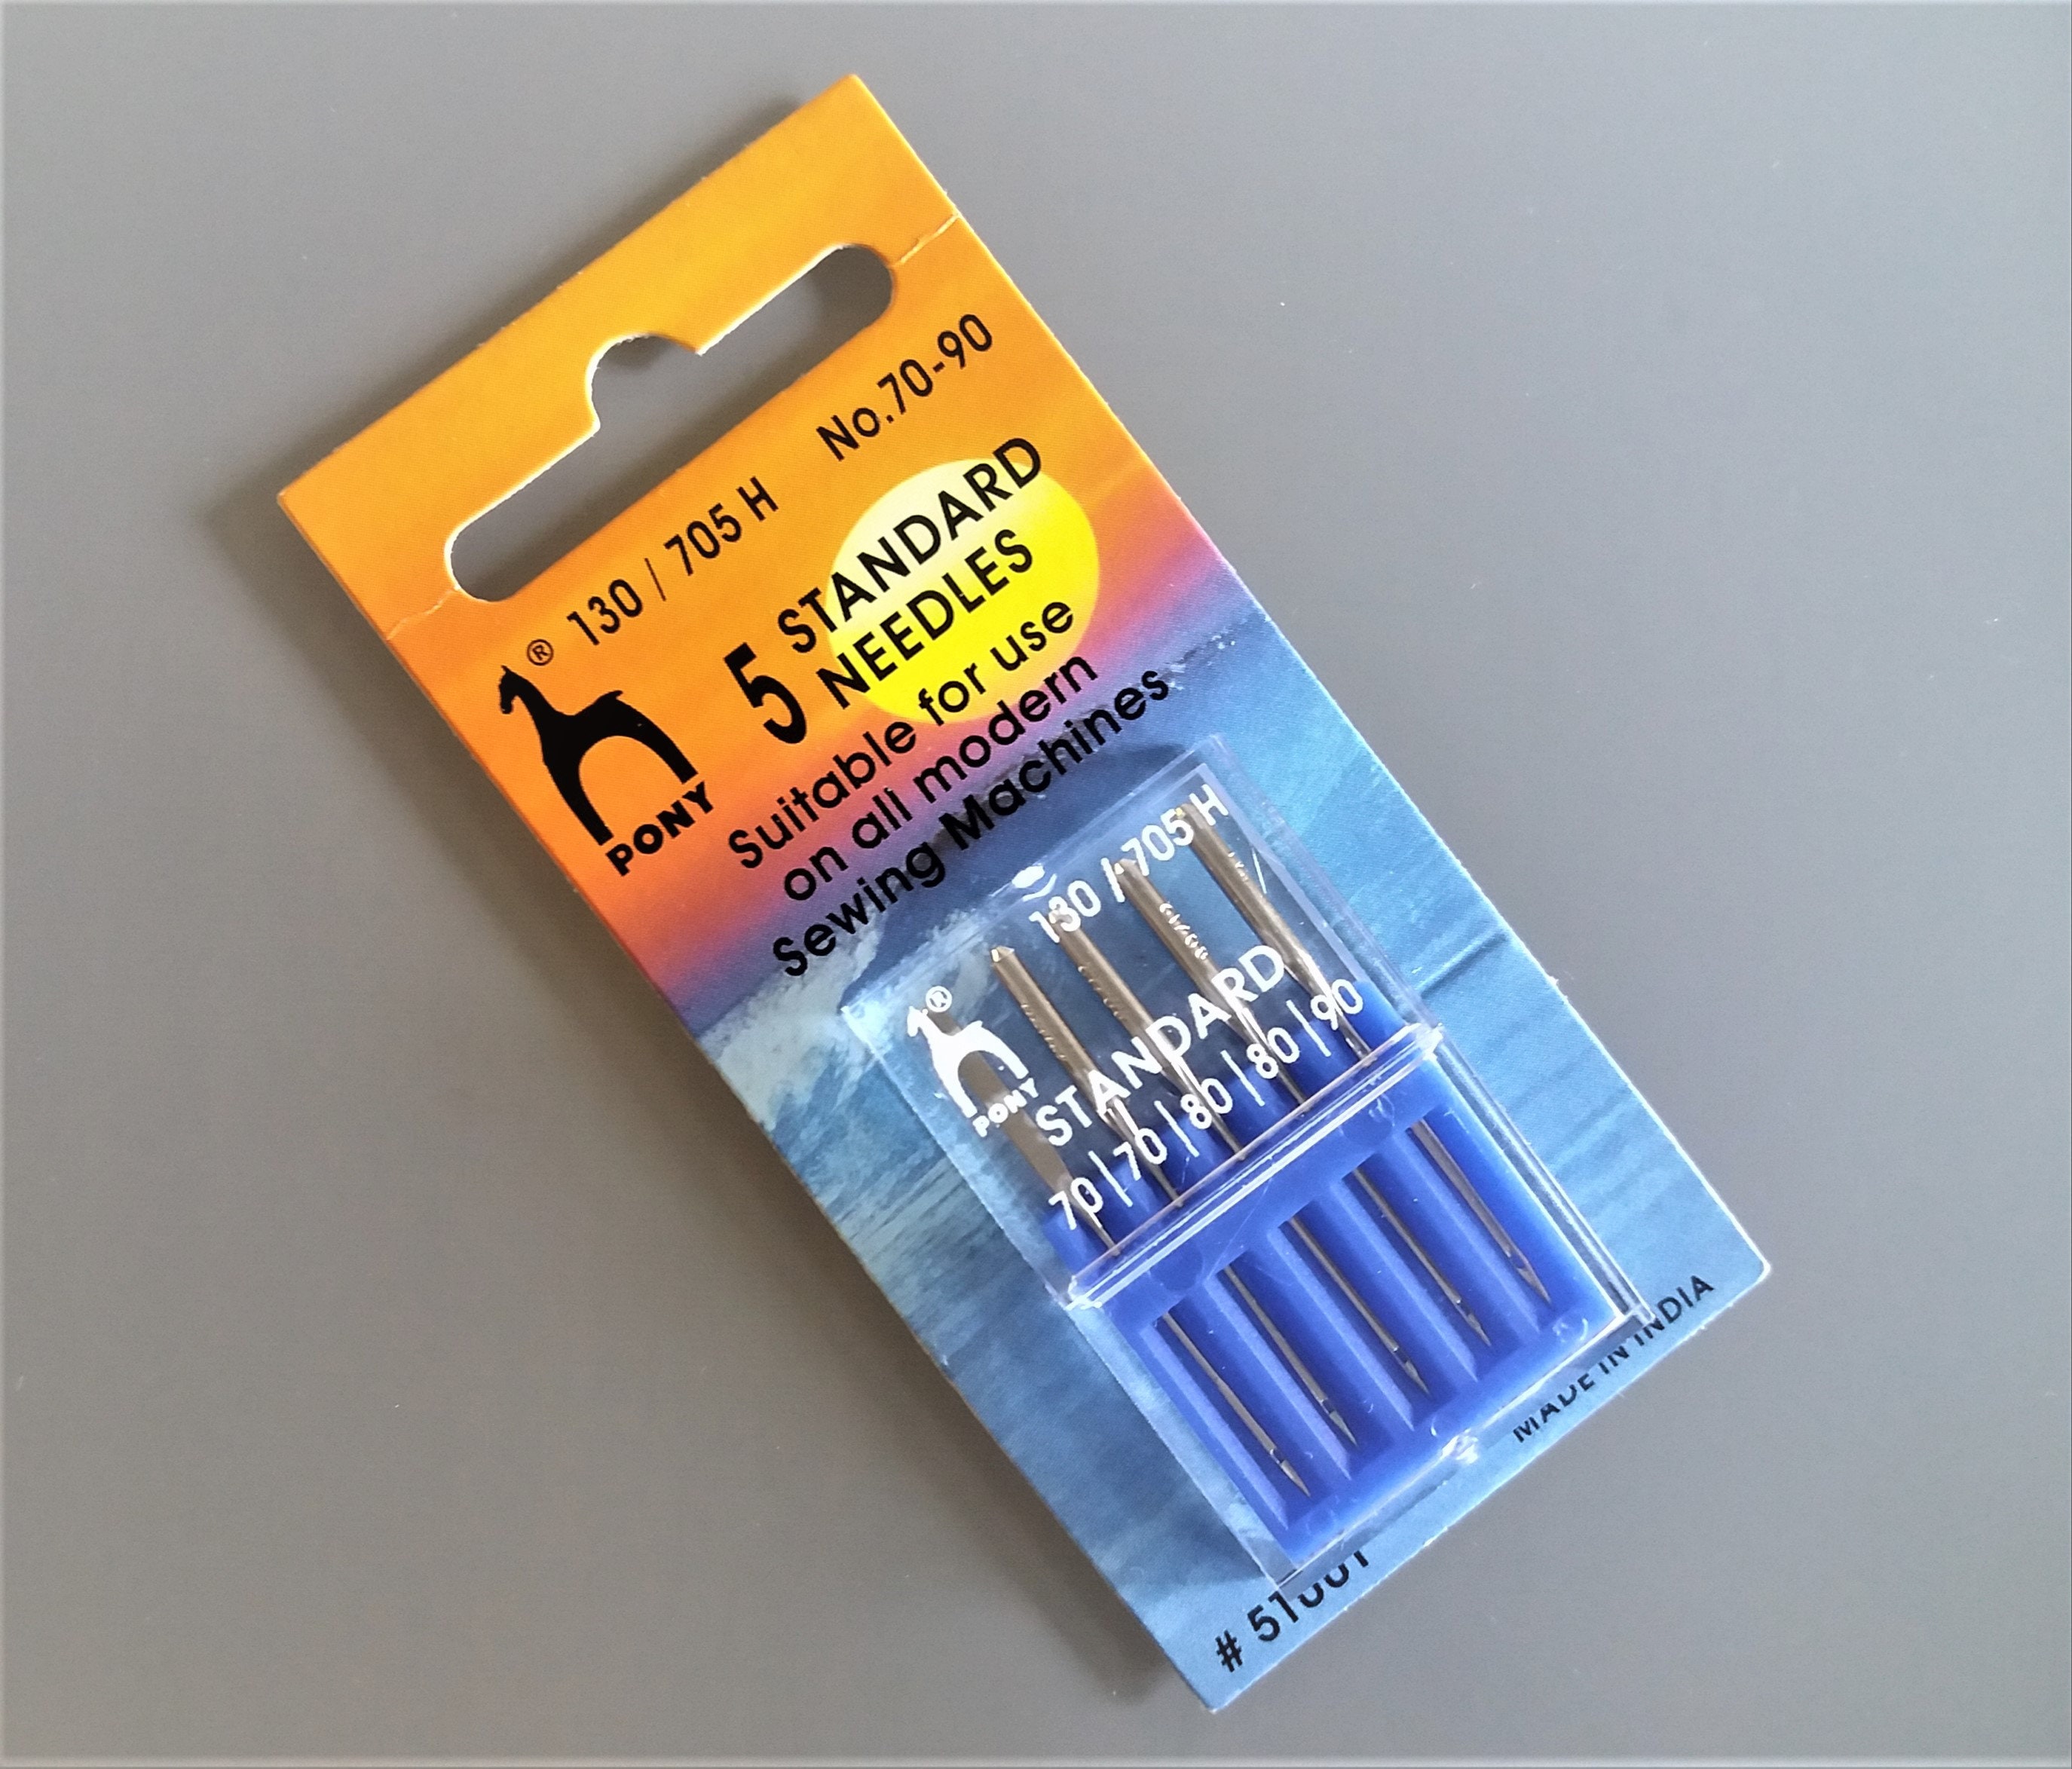 130 / 705 H No.70-90
®
PONY
5 STANDARD
NEEDLES
Suitable for use
on all modern
Sewing Machines
130 / 705 H
®
PONY
STANDARD
70|70|80|80|90
MADE IN INDIA